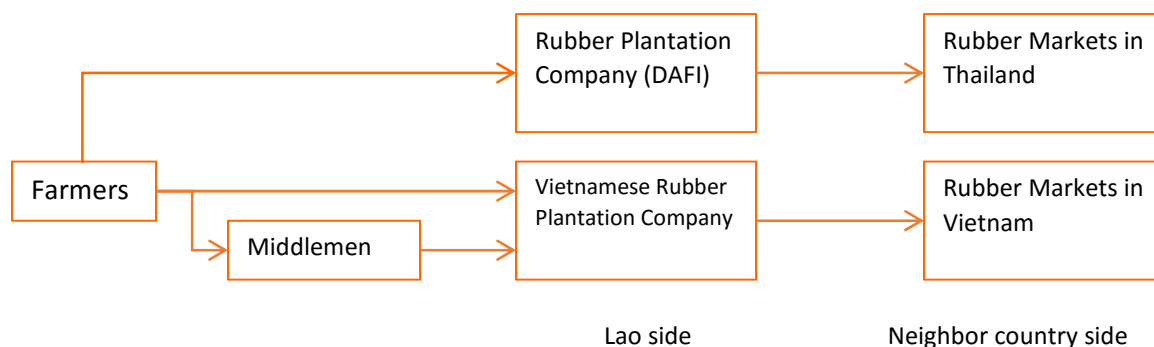 Rubber Plantation
Company (DAFI)
Rubber Markets in
Thailand
Farmers
Middlemen
Vietnamese Rubber
Plantation Company
Rubber Markets in
Vietnam
Lao side
Neighbor country side